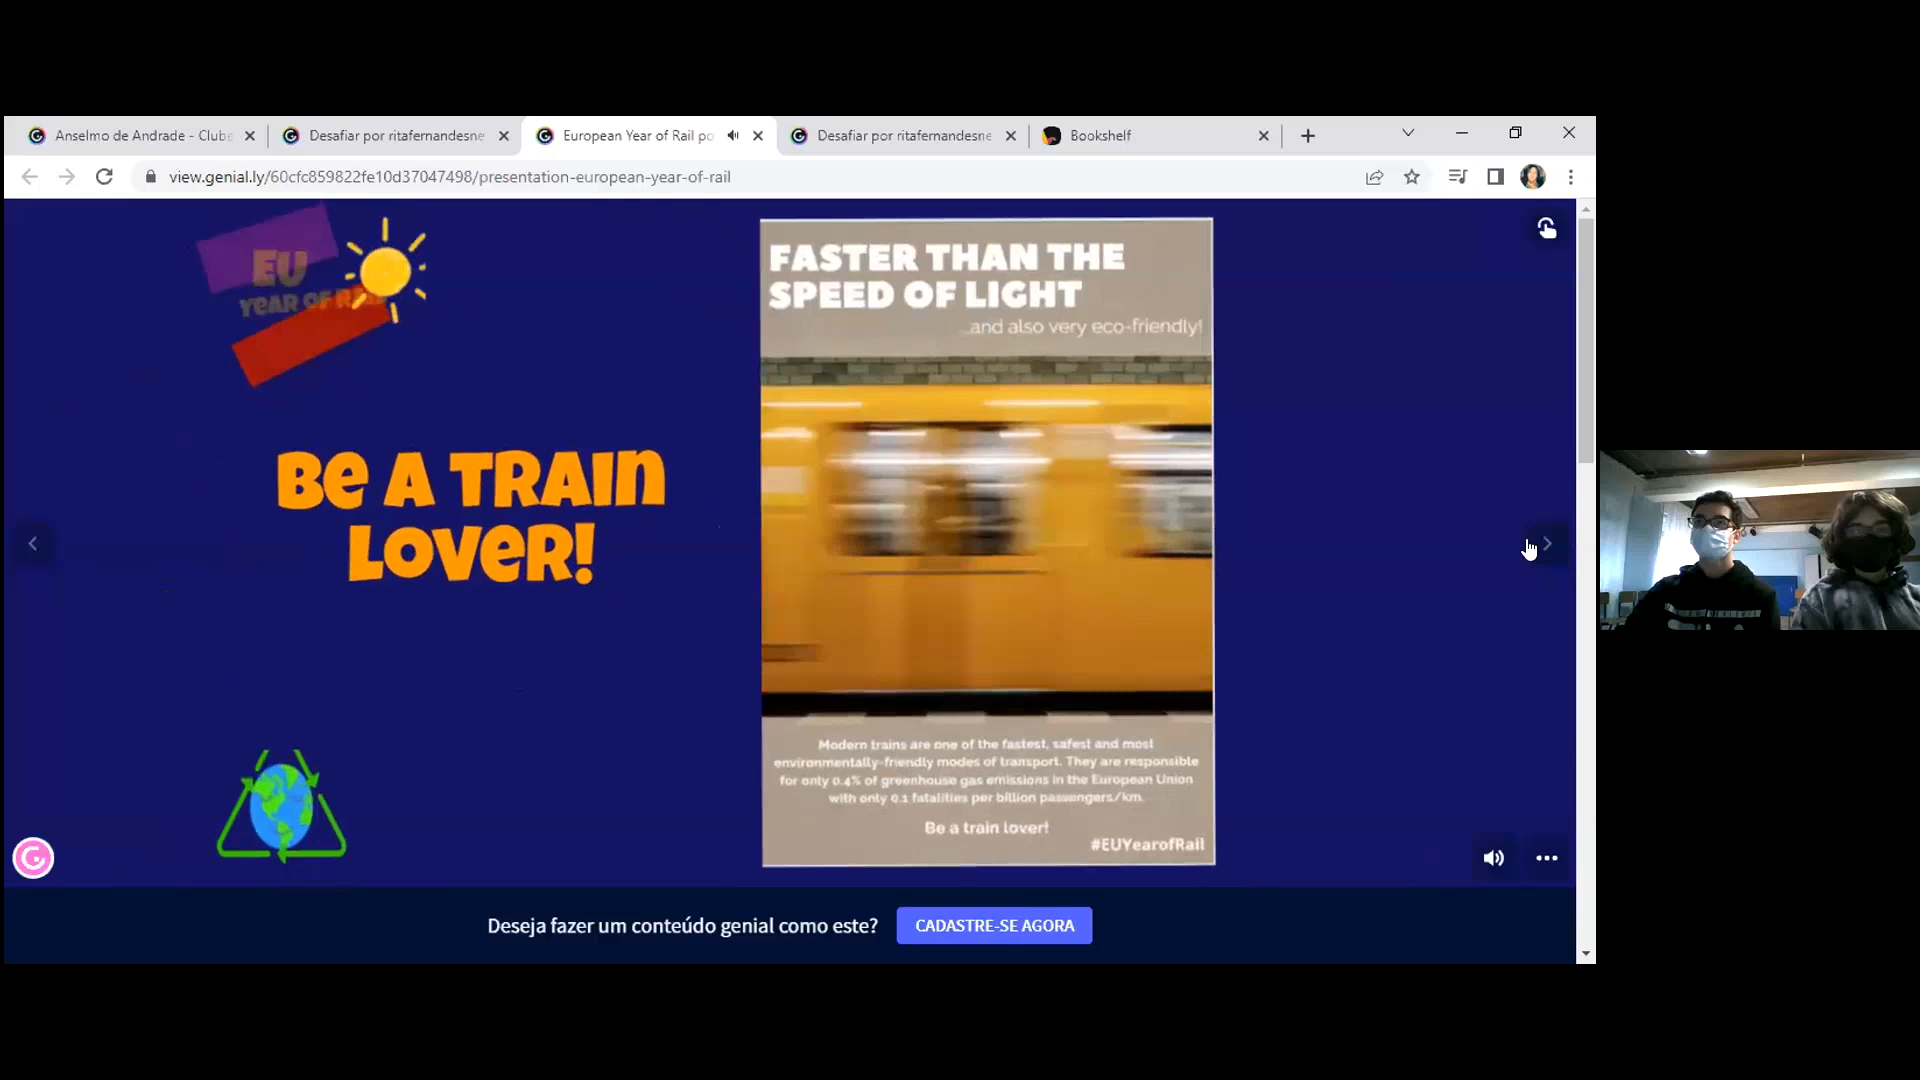 Anselmo de Andrade - Clube
Desafiar por ritafernandesne
European Year of Rail po
Desafiar por ritafernandesne
Bookshelf
view.genial.ly/60cfc859822fe10d37047498/presentation-european-year-of-rail
EU
YEAR OF RAIL
BE A TRAIN
LOVER!
FASTER THAN THE
SPEED OF LIGHT
...and also very eco-friendly!
Modern trains are one of the fastest, safest and most
environmentally-friendly modes of transport. They are responsible
for only 0.4% of greenhouse gas emissions in the European Union
with only 0.1 fatalities per billion passengers/km.
Be a train lover!
#EUYearofRail
Deseja fazer um conteúdo genial como este?
CADASTRE-SE AGORA